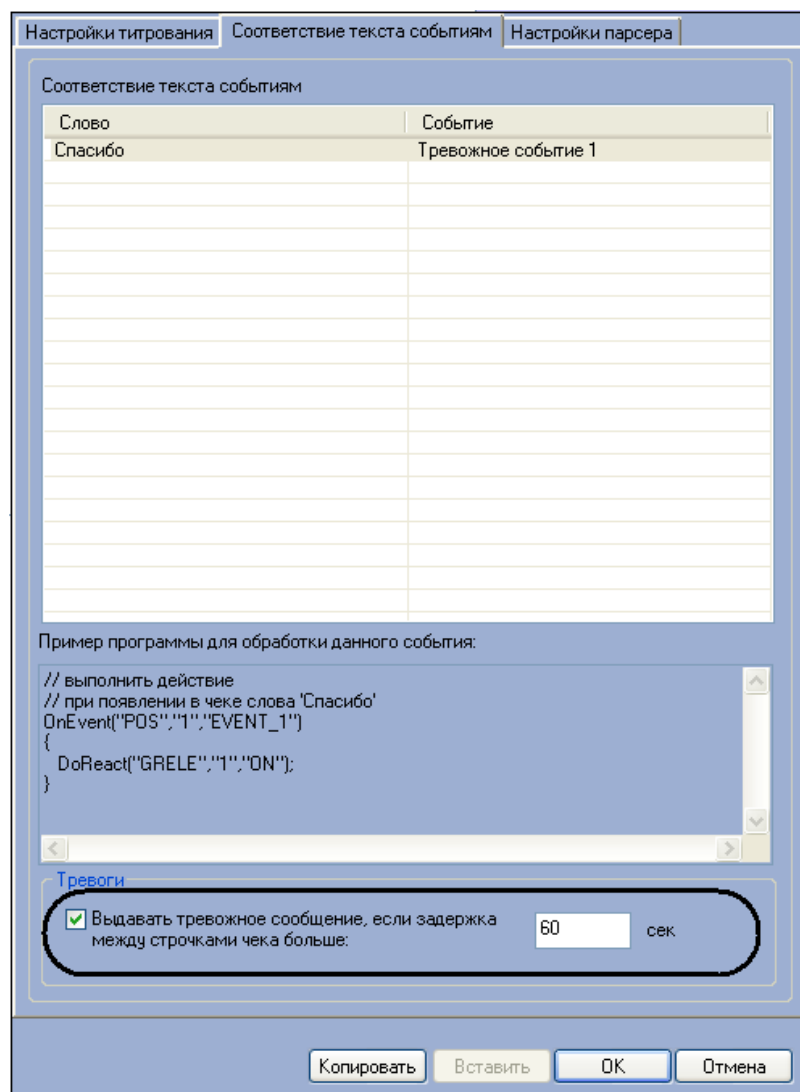 Настройки титрования Соответствие текста событиям Настройки парсера
Соответствие текста событиям
Слово Событие
Спасибо Тревожное событие 1
Пример программы для обработки данного события:
// выполнить действие
// при появлении в чеке слова 'Спасибо'
OnEvent("POS","1","EVENT_1")
{
DoReact("GRELE","1","ON");
}
Тревоги
Выдавать тревожное сообщение, если задержка
между строчками чека больше:
60 сек
Копировать Вставить OK Отмена